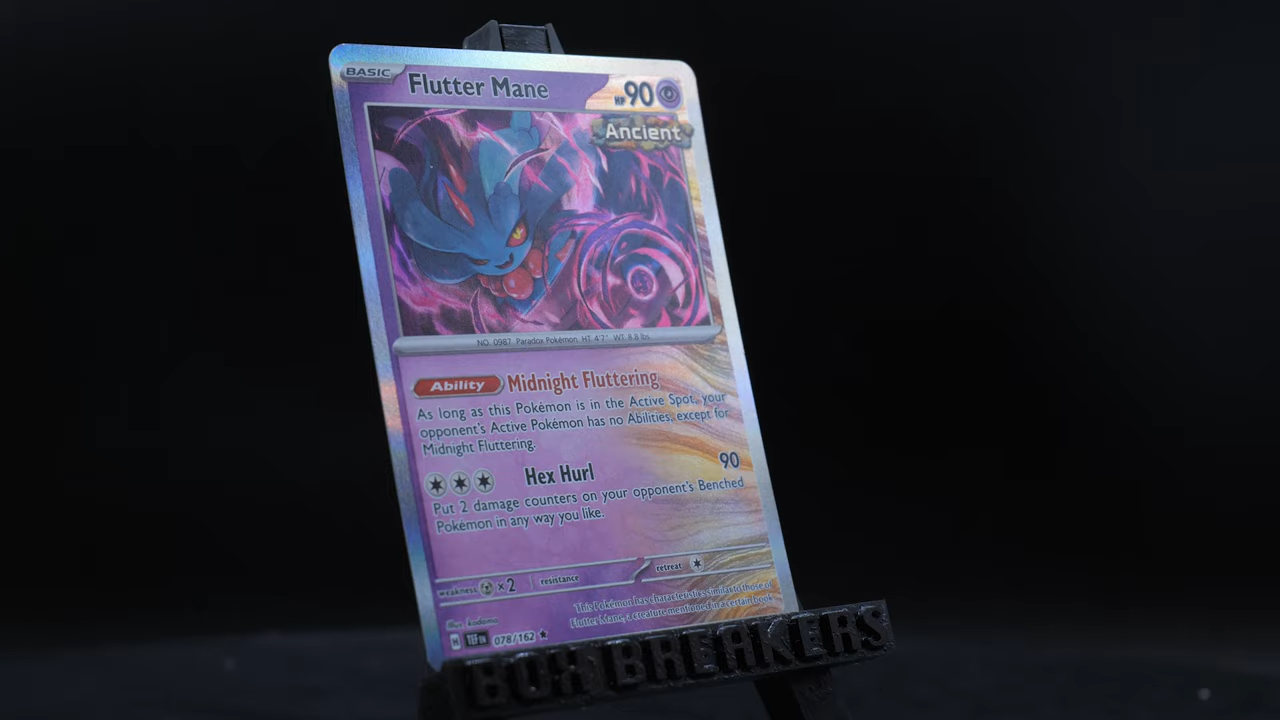 BASIC Flutter Mane HP 90
Ancient
NO. 0987 Paradox Pokémon HT. 4'7" WT. 8.8 lbs
Ability Midnight Fluttering
As long as this Pokémon is in the Active Spot, your
opponent's Active Pokémon has no Abilities, except for
Midnight Fluttering.
Hex Hurl 90
Put 2 damage counters on your opponent's Benched
Pokémon in any way you like.
weakness ×2 resistance retreat
This Pokémon has characteristics similar to those of
Flutter Mane, a creature mentioned in a certain book.
Illus. kodama
H TEF EN 078/162 ★
BOX BREAKERS